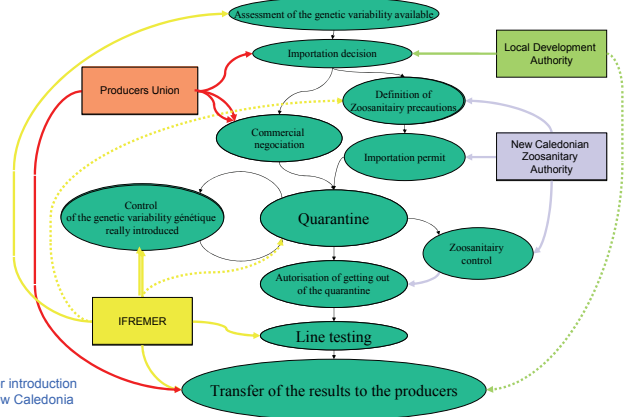 Assessment of the genetic variability available
Importation decision
Local Development
Authority
Producers Union
Definition of
Zoosanitairy precautions
Commercial
negociation
Importation permit
New Caledonian
Zoosanitary
Authority
Control
of the genetic variability génétique
really introduced
Quarantine
Zoosanitairy
control
Autorisation of getting out
of the quarantine
IFREMER
Line testing
r introduction
w Caledonia
Transfer of the results to the producers